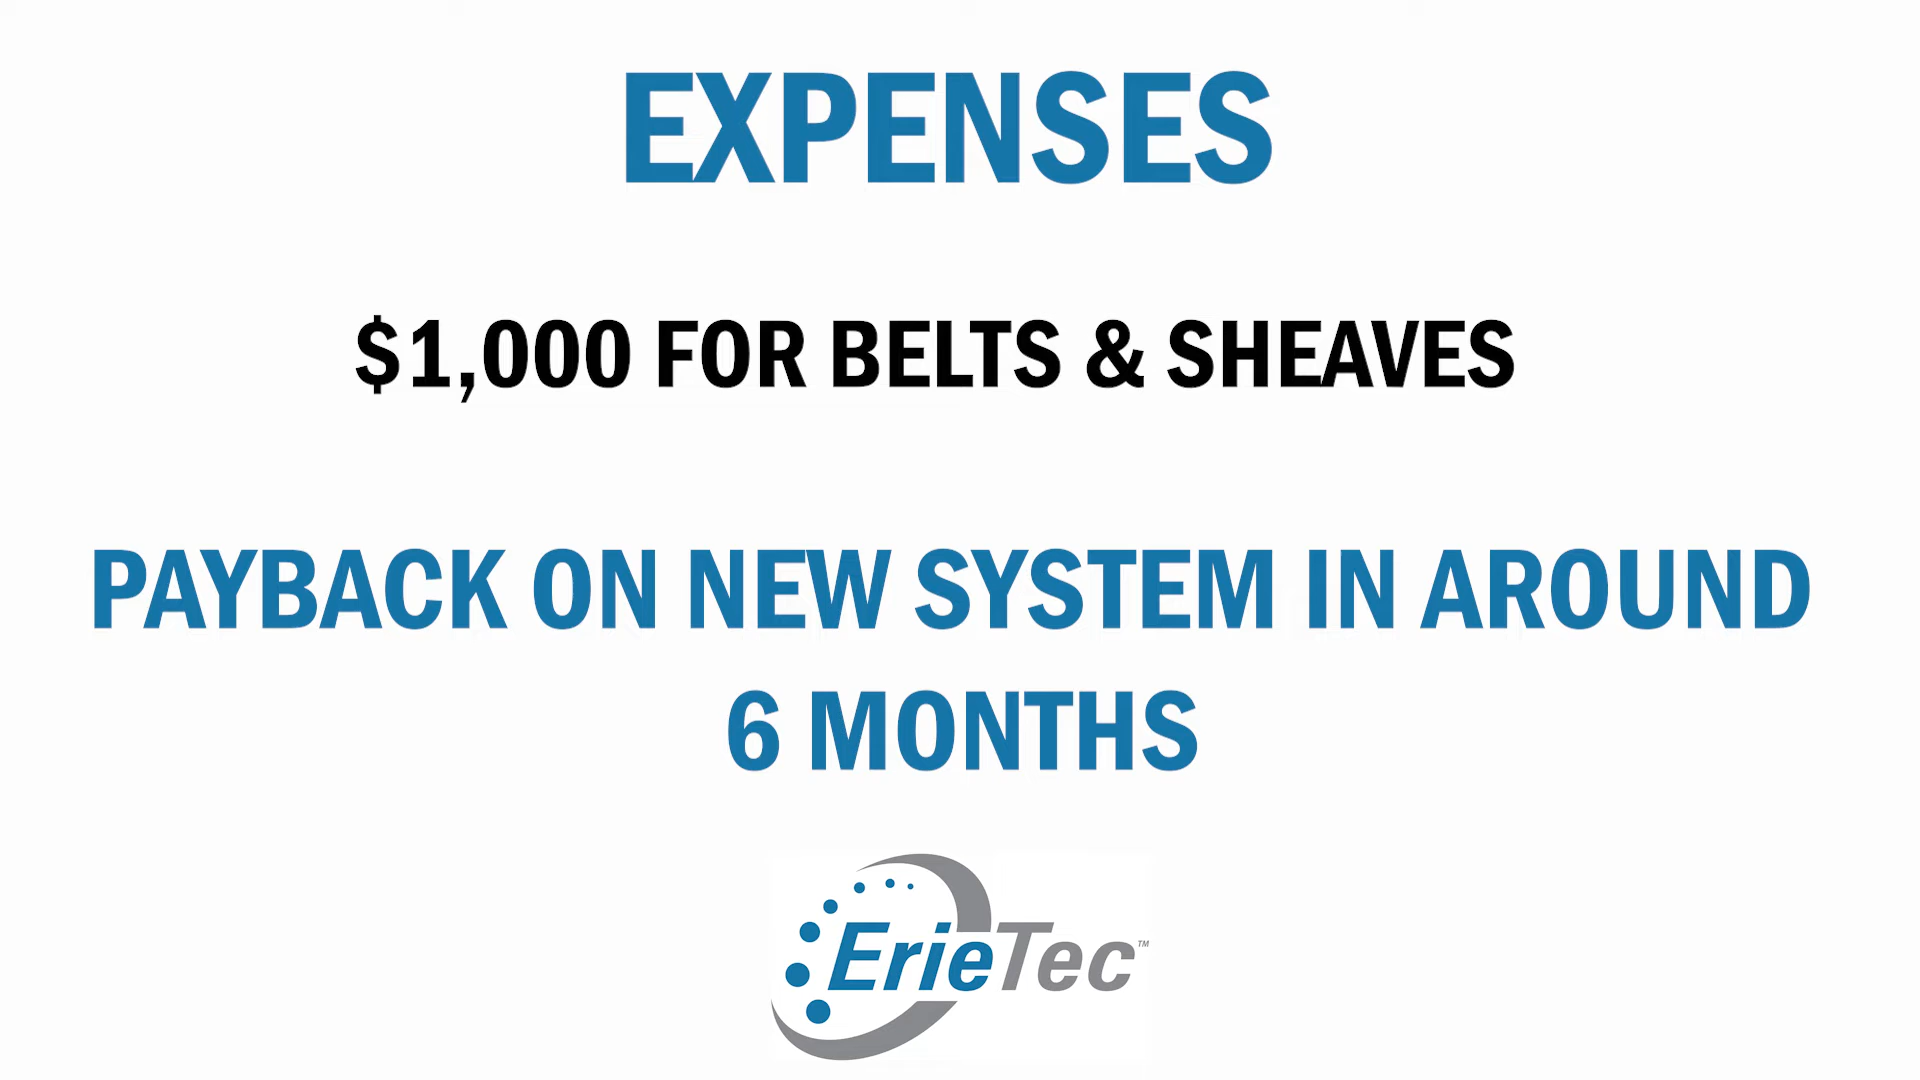 EXPENSES
$1,000 FOR BELTS & SHEAVES
PAYBACK ON NEW SYSTEM IN AROUND
6 MONTHS
ErieTec™